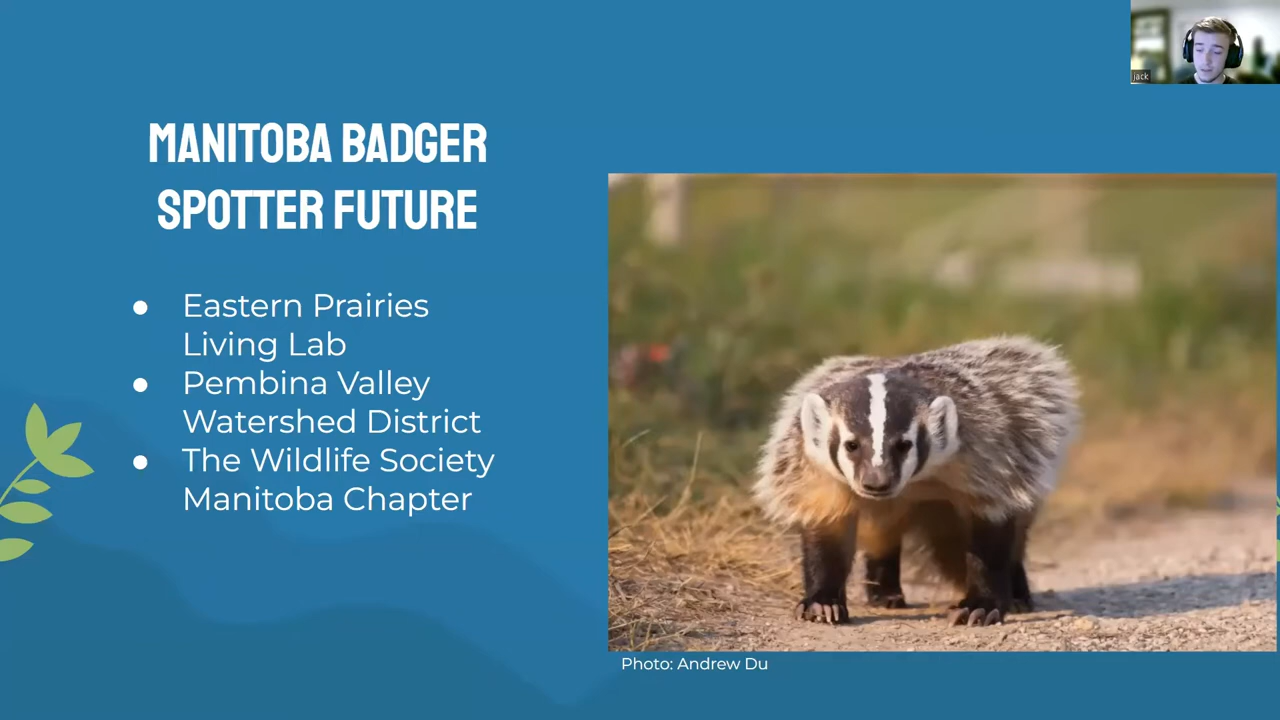 jack
MANITOBA BADGER
SPOTTER FUTURE
● Eastern Prairies
Living Lab
● Pembina Valley
Watershed District
● The Wildlife Society
Manitoba Chapter
Photo: Andrew Du